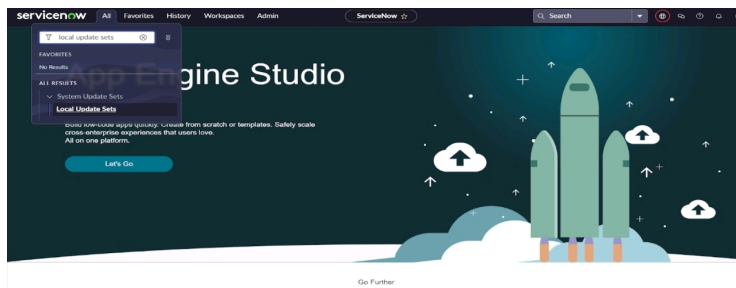 servicenow All Favorites History Workspaces Admin ServiceNow ☆ Search
local update sets
FAVORITES
No Results
ALL RESULTS
System Update Sets
Local Update Sets
App Engine Studio
Build low-code apps quickly. Create from scratch or templates. Safely scale
cross-enterprise experiences that users love.
All on one platform.
Let's Go
Go Further